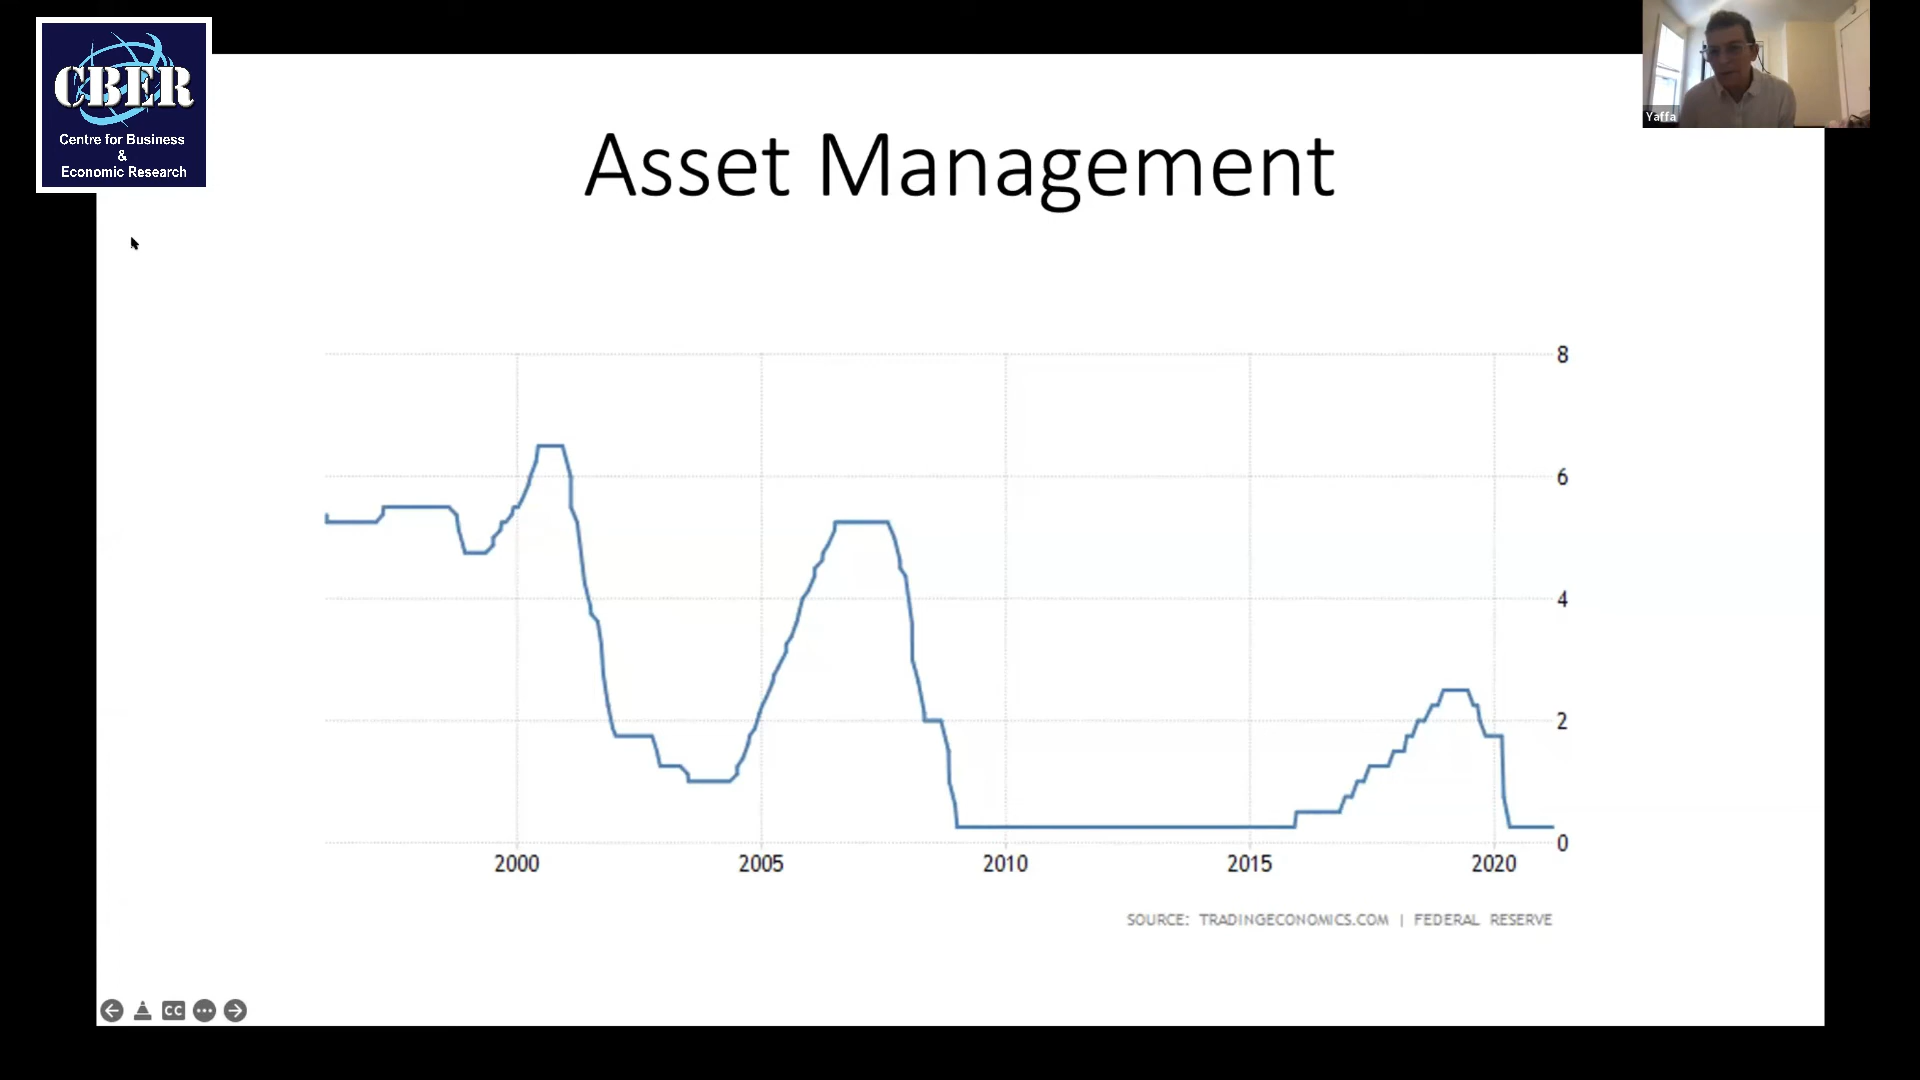 CBER
Centre for Business
&
Economic Research
Yaffa
Asset Management
8
6
4
2
0
2000 2005 2010 2015 2020
SOURCE: TRADINGECONOMICS.COM | FEDERAL RESERVE
CC